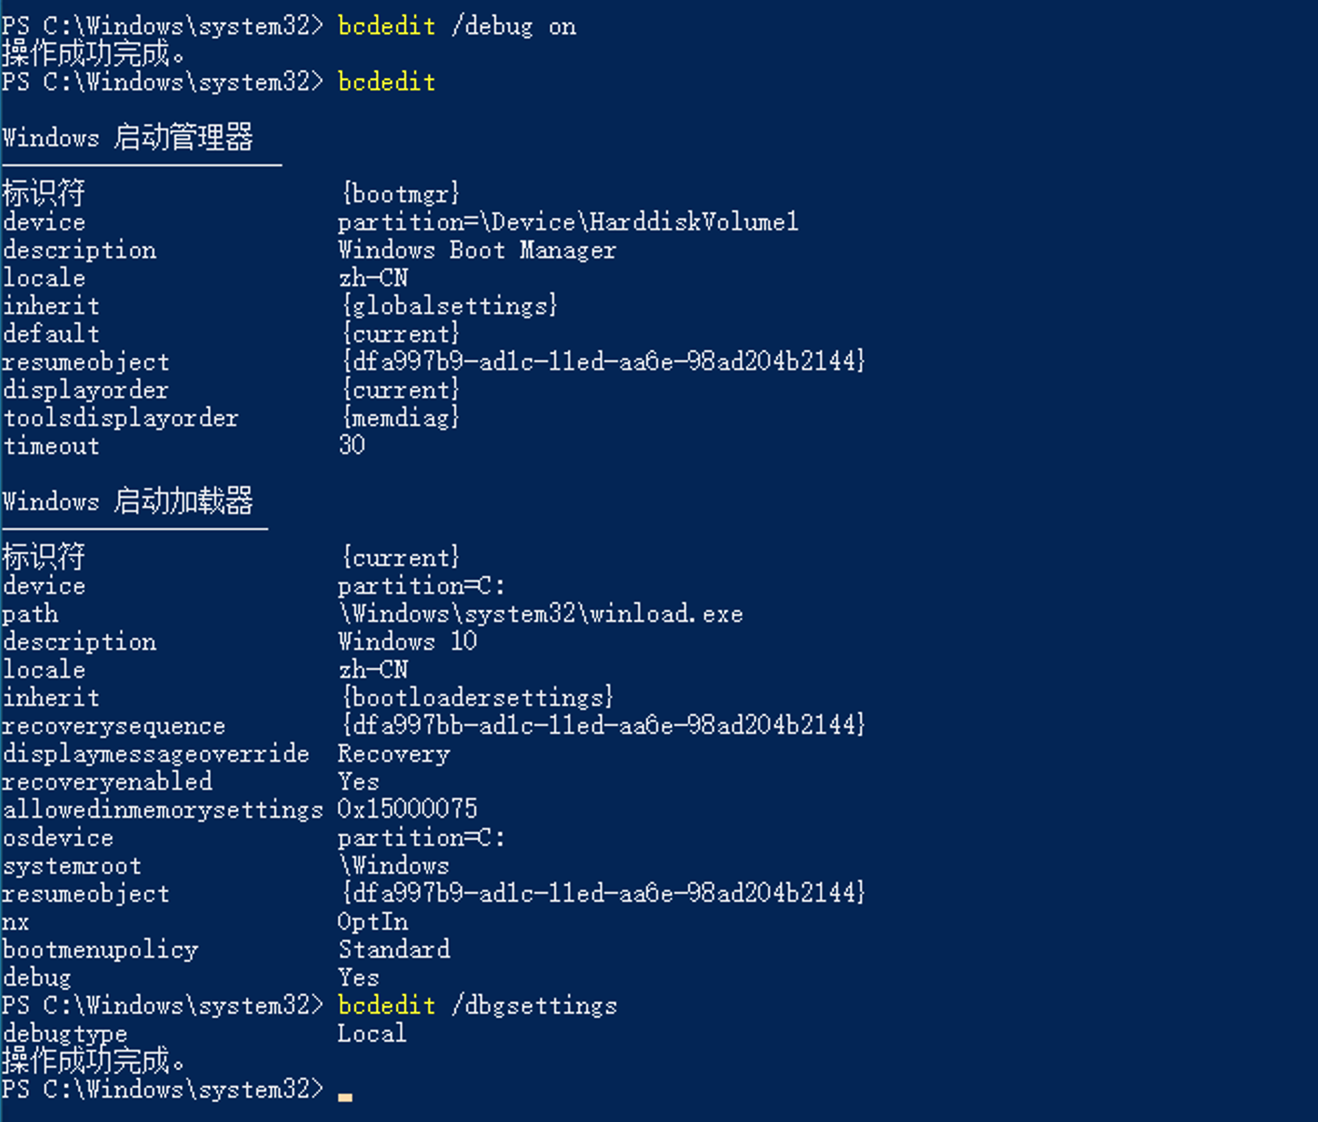 PS C:\Windows\system32> bcdedit /debug on
操作成功完成。
PS C:\Windows\system32> bcdedit
Windows 启动管理器
标识符 {bootmgr}
device partition=\Device\HarddiskVolume1
description Windows Boot Manager
locale zh-CN
inherit {globalsettings}
default {current}
resumeobject {dfa997b9-ad1c-11ed-aa6e-98ad204b2144}
displayorder {current}
toolsdisplayorder {memdiag}
timeout 30
Windows 启动加载器
标识符 {current}
device partition=C:
path \Windows\system32\winload.exe
description Windows 10
locale zh-CN
inherit {bootloadersettings}
recoverysequence {dfa997bb-ad1c-11ed-aa6e-98ad204b2144}
displaymessageoverride Recovery
recoveryenabled Yes
allowedinmemorysettings 0x15000075
osdevice partition=C:
systemroot \Windows
resumeobject {dfa997b9-ad1c-11ed-aa6e-98ad204b2144}
nx OptIn
bootmenupolicy Standard
debug Yes
PS C:\Windows\system32> bcdedit /dbgsettings
debugtype Local
操作成功完成。
PS C:\Windows\system32>